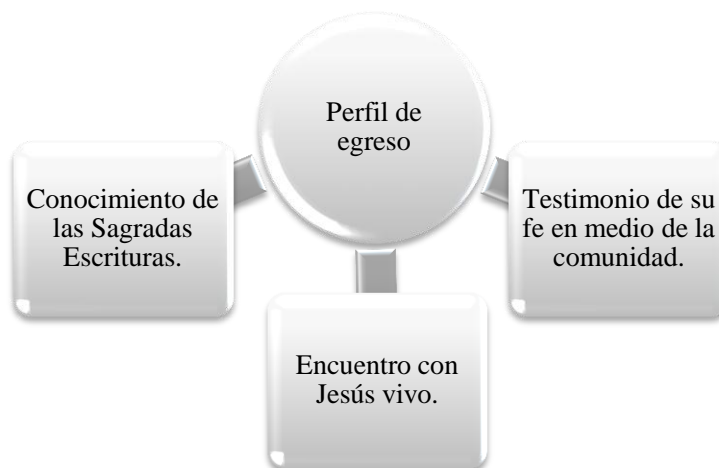 Perfil de
egreso
Conocimiento de
las Sagradas
Escrituras.
Encuentro con
Jesús vivo.
Testimonio de su
fe en medio de la
comunidad.